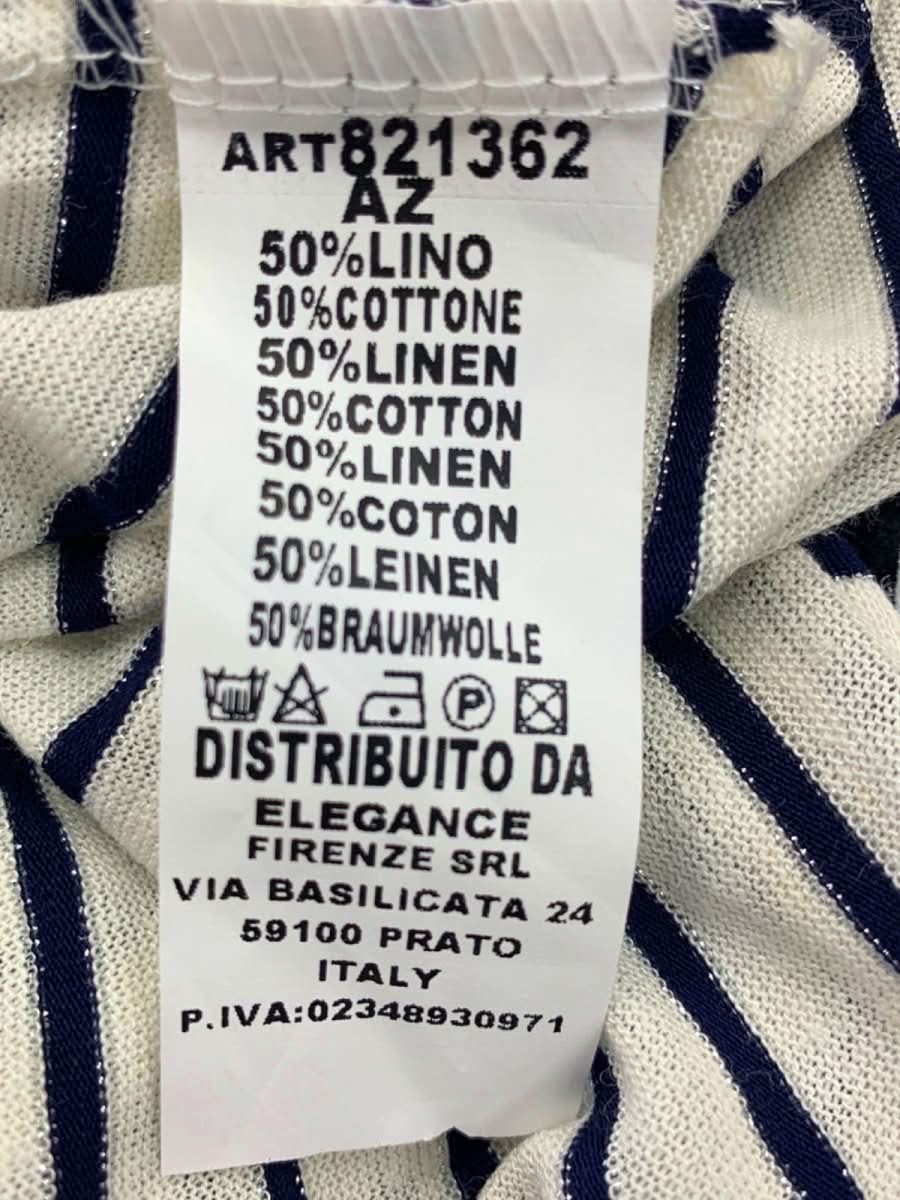 ART821362
AZ
50%LINO
50%COTTONE
50%LINEN
50%COTTON
50%LINEN
50%COTON
50%LEINEN
50%BRAUMWOLLE
P
DISTRIBUITO DA
ELEGANCE
FIRENZE SRL
VIA BASILICATA 24
59100 PRATO
ITALY
P.IVA:02348930971